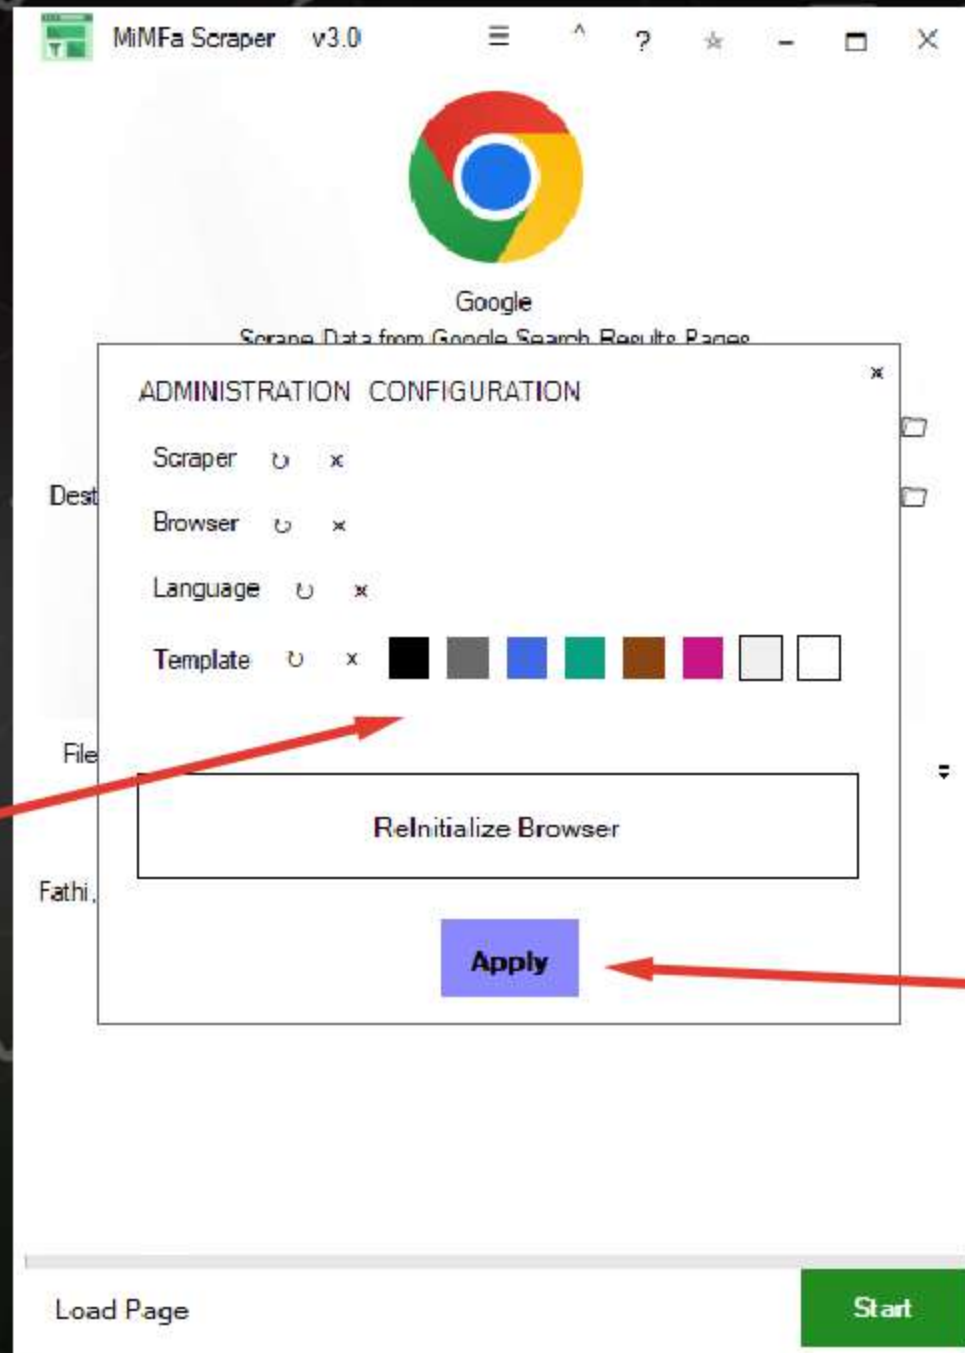 MiMFa Scraper v3.0 ☰ ^ ? ☆ – X
Google
Scrape Data from Google Search Results Pages
ADMINISTRATION CONFIGURATION x
Scraper ↻ x
Dest
Browser ↻ x
Language ↻ x
Template ↻ x
File
ReInitialize Browser
Fathi,
Apply
Load Page
Start